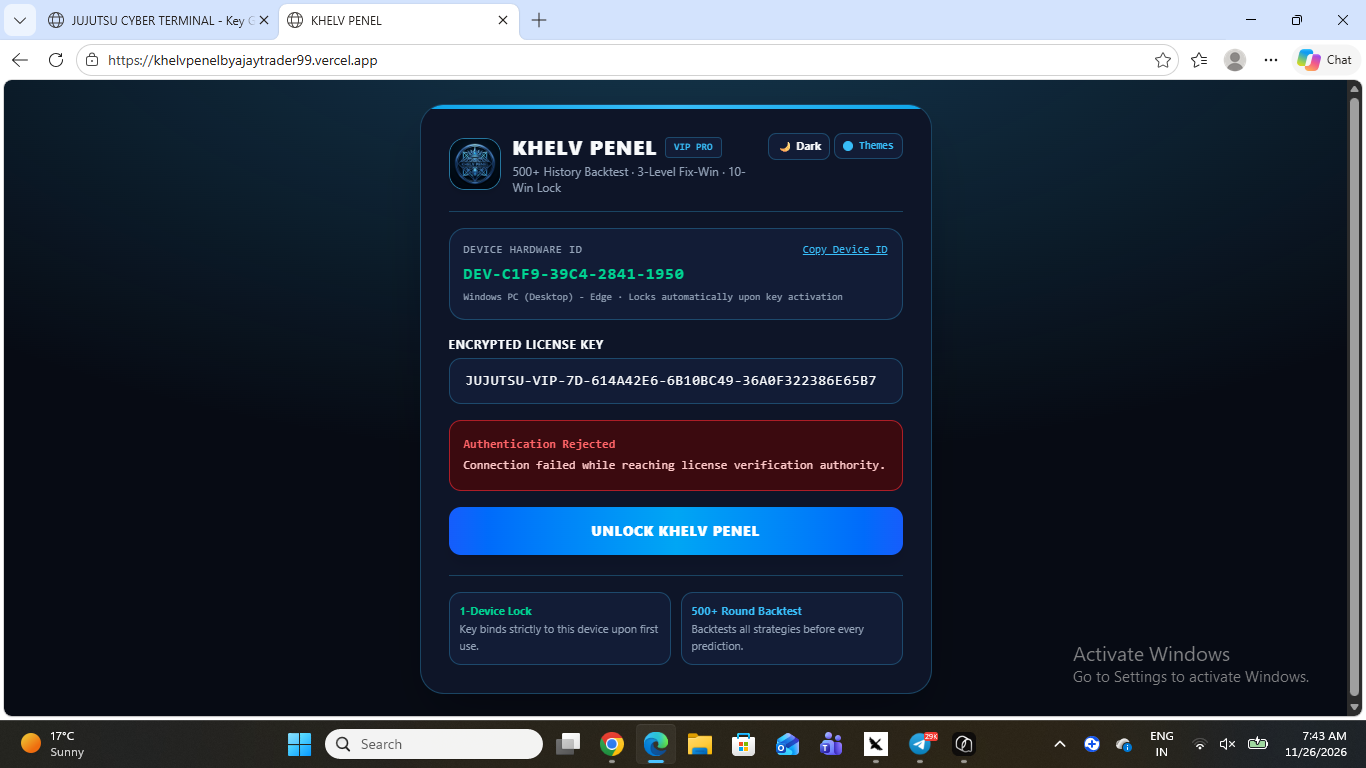 JUJUTSU CYBER TERMINAL - Key G
KHELV PENEL
https://khelvpenelbyajaytrader99.vercel.app
Chat
KHELV PENEL
VIP PRO
Dark
Themes
500+ History Backtest · 3-Level Fix-Win · 10-
Win Lock
DEVICE HARDWARE ID
Copy Device ID
DEV-C1F9-39C4-2841-1950
Windows PC (Desktop) - Edge · Locks automatically upon key activation
ENCRYPTED LICENSE KEY
JUJUTSU-VIP-7D-614A42E6-6B10BC49-36A0F322386E65B7
Authentication Rejected
Connection failed while reaching license verification authority.
UNLOCK KHELV PENEL
1-Device Lock
Key binds strictly to this device upon first
use.
500+ Round Backtest
Backtests all strategies before every
prediction.
Activate Windows
Go to Settings to activate Windows.
17°C
Sunny
Search
29K
ENG
IN
7:43 AM
11/26/2026